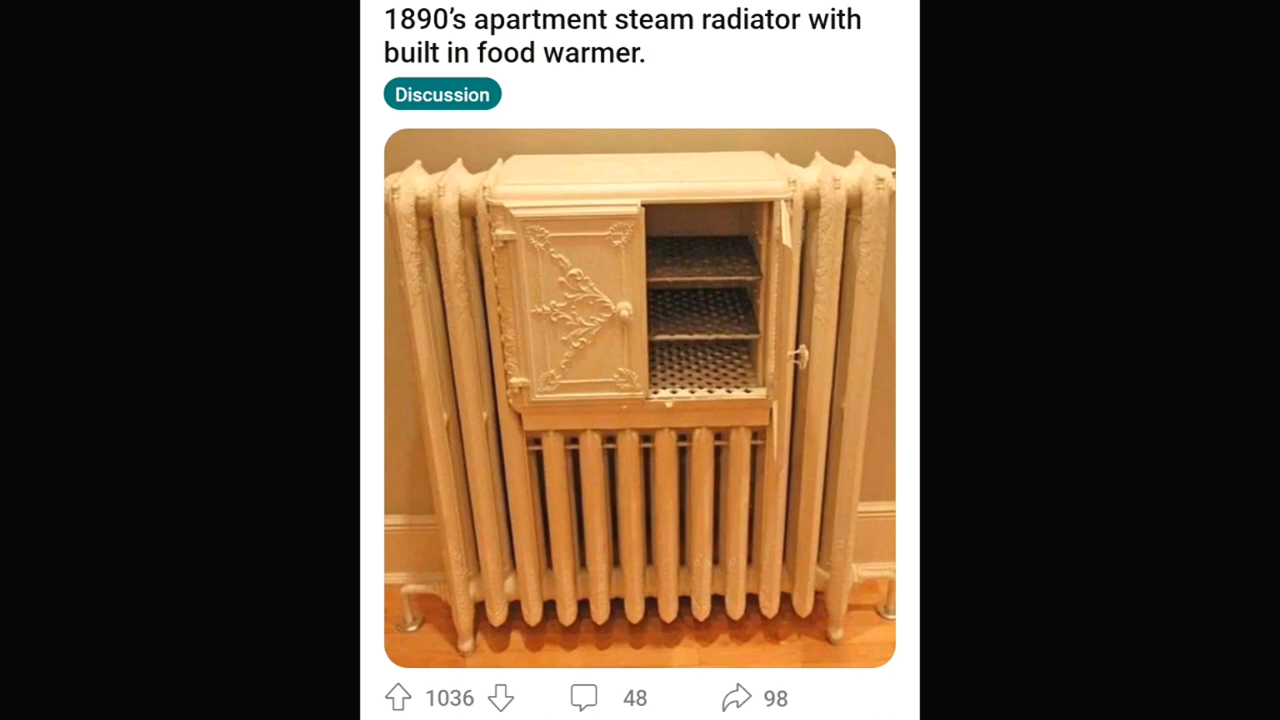 1890’s apartment steam radiator with
built in food warmer.
Discussion
1036 48 98